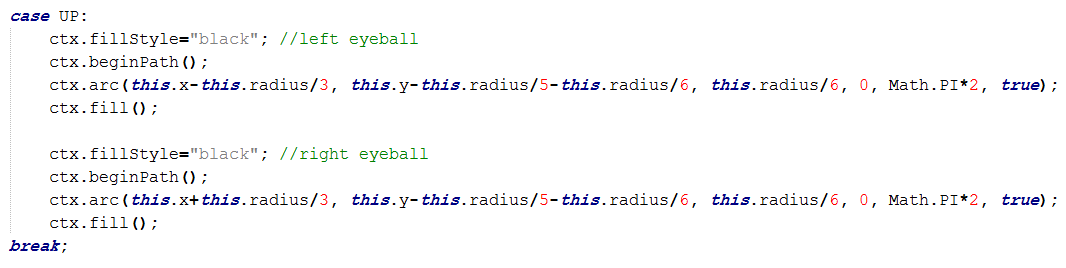 case UP:
    ctx.fillStyle="black"; //left eyeball
    ctx.beginPath();
    ctx.arc(this.x-this.radius/3, this.y-this.radius/5-this.radius/6, this.radius/6, 0, Math.PI*2, true);
    ctx.fill();

    ctx.fillStyle="black"; //right eyeball
    ctx.beginPath();
    ctx.arc(this.x+this.radius/3, this.y-this.radius/5-this.radius/6, this.radius/6, 0, Math.PI*2, true);
    ctx.fill();
break;